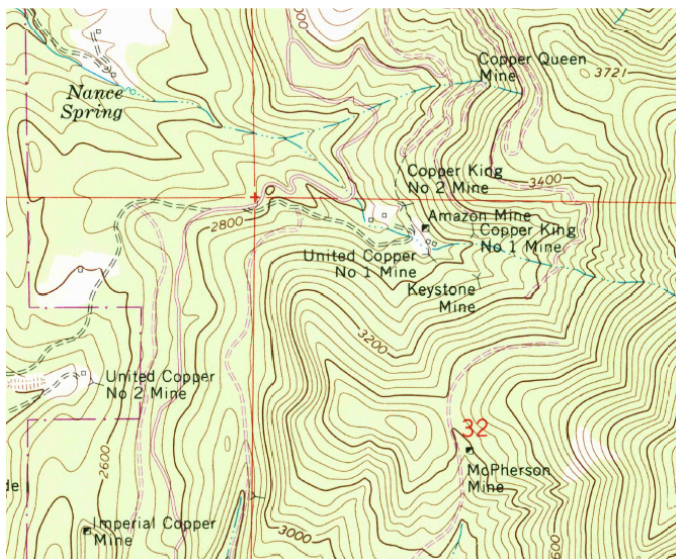 Copper Queen
Mine
3721
Nance
Spring
Copper King
No 2 Mine
3400
Amazon Mine
2800
Copper King
No 1 Mine
United Copper
No 1 Mine
Keystone
Mine
3200
United Copper
No 2 Mine
32
2600
McPherson
Mine
Imperial Copper
Mine
3000